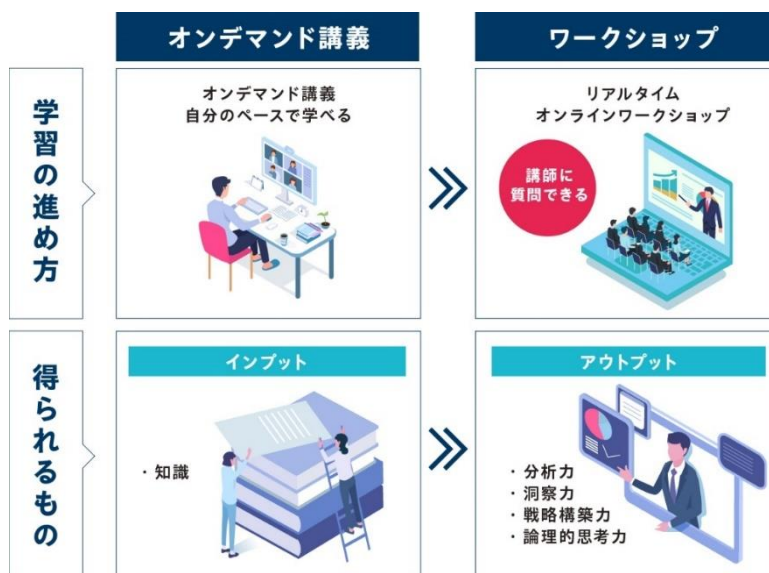 オンデマンド講義
ワークショップ
学習の進め方
オンデマンド講義
自分のペースで学べる
リアルタイム
オンラインワークショップ
講師に
質問できる
得られるもの
インプット
・知識
アウトプット
・分析力
・洞察力
・戦略構築力
・論理的思考力